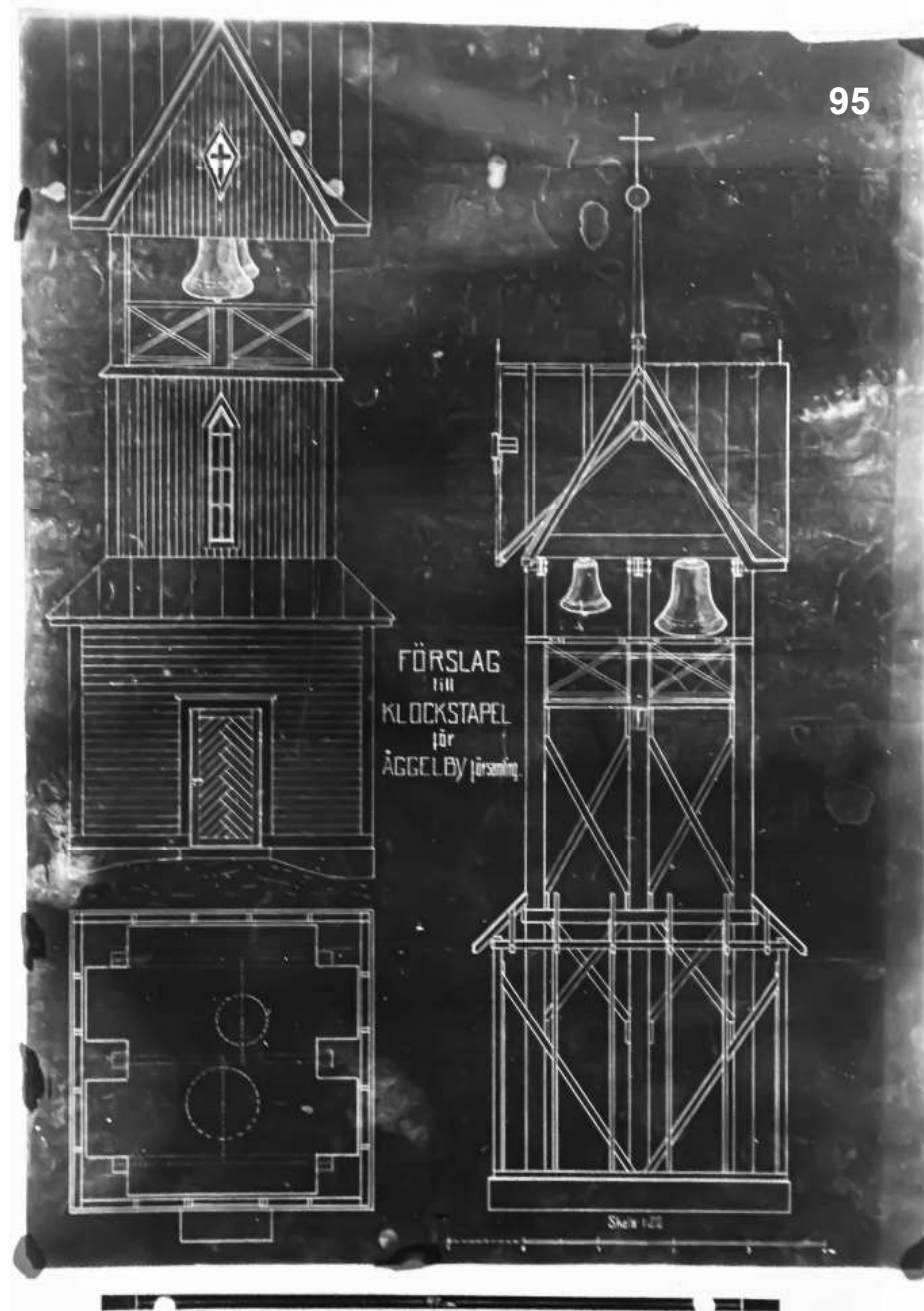 95
FÖRSLAG
till
KLOCKSTAPEL
för
ÅGGELBY församling.
Skala 1:20